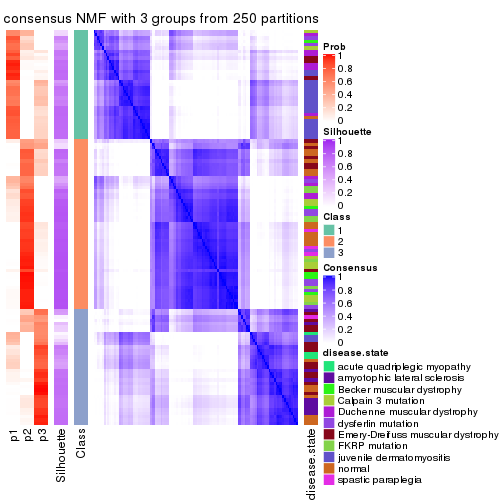 consensus NMF with 3 groups from 250 partitions
Prob
1
0.8
0.6
0.4
0.2
0
Silhouette
1
0.8
0.6
0.4
0.2
0
Class
1
2
3
Consensus
1
0.8
0.6
0.4
0.2
0
disease.state
acute quadriplegic myopathy
amyotophic lateral sclerosis
Becker muscular dystrophy
Calpain 3 mutation
Duchenne muscular dystrophy
dysferlin mutation
Emery-Dreifuss muscular dystrophy
FKRP mutation
juvenile dermatomyositis
normal
spastic paraplegia
p1
p2
p3
Silhouette
Class
disease.state